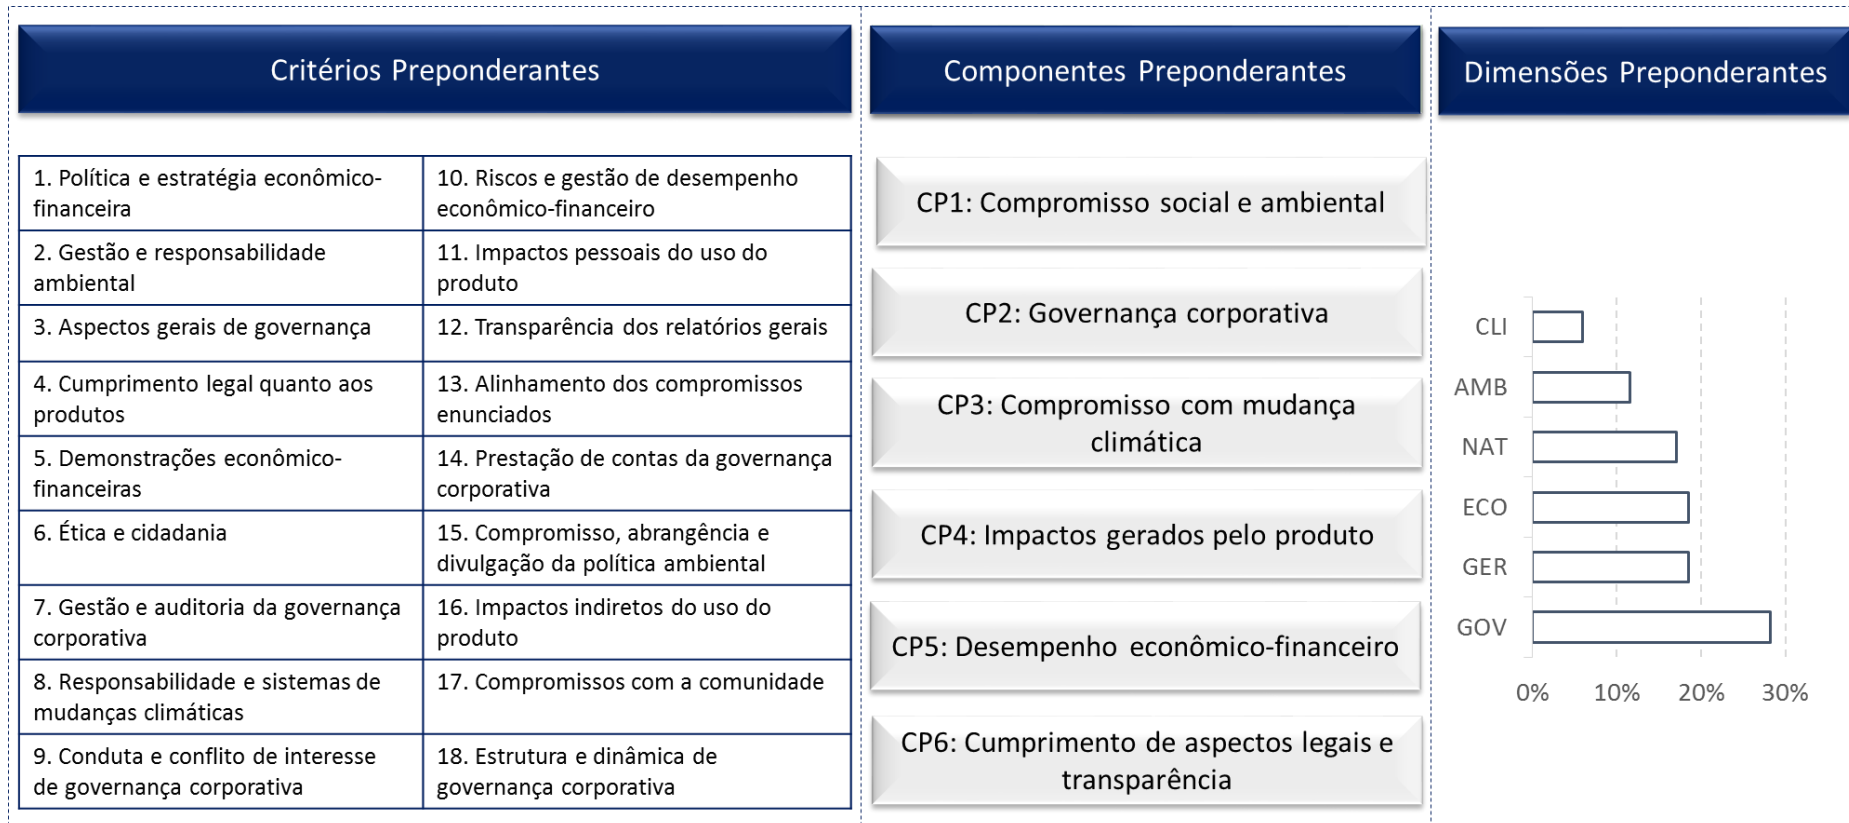 Critérios Preponderantes
Componentes Preponderantes
Dimensões Preponderantes
1. Política e estratégia econômico-
financeira
10. Riscos e gestão de desempenho
econômico-financeiro
2. Gestão e responsabilidade
ambiental
11. Impactos pessoais do uso do
produto
3. Aspectos gerais de governança
12. Transparência dos relatórios gerais
4. Cumprimento legal quanto aos
produtos
13. Alinhamento dos compromissos
enunciados
5. Demonstrações econômico-
financeiras
14. Prestação de contas da governança
corporativa
6. Ética e cidadania
15. Compromisso, abrangência e
divulgação da política ambiental
7. Gestão e auditoria da governança
corporativa
16. Impactos indiretos do uso do
produto
8. Responsabilidade e sistemas de
mudanças climáticas
17. Compromissos com a comunidade
9. Conduta e conflito de interesse
de governança corporativa
18. Estrutura e dinâmica de
governança corporativa
CP1: Compromisso social e ambiental
CP2: Governança corporativa
CP3: Compromisso com mudança
climática
CP4: Impactos gerados pelo produto
CP5: Desempenho econômico-financeiro
CP6: Cumprimento de aspectos legais e
transparência
CLI
AMB
NAT
ECO
GER
GOV
0% 10% 20% 30%